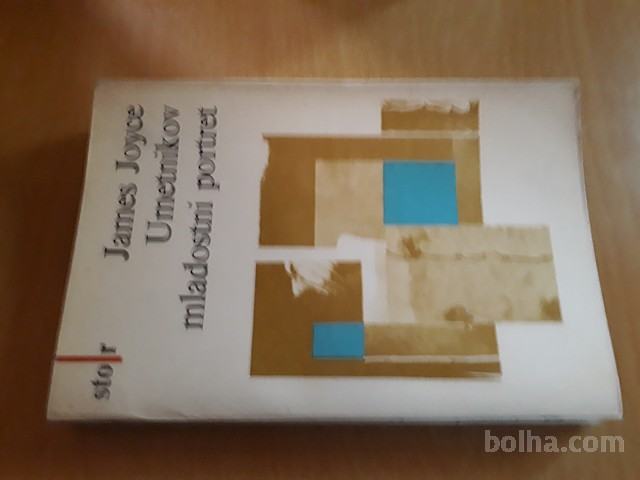 James Joyce
Umetnikov
mladostni portret
sto|r
bolha.com